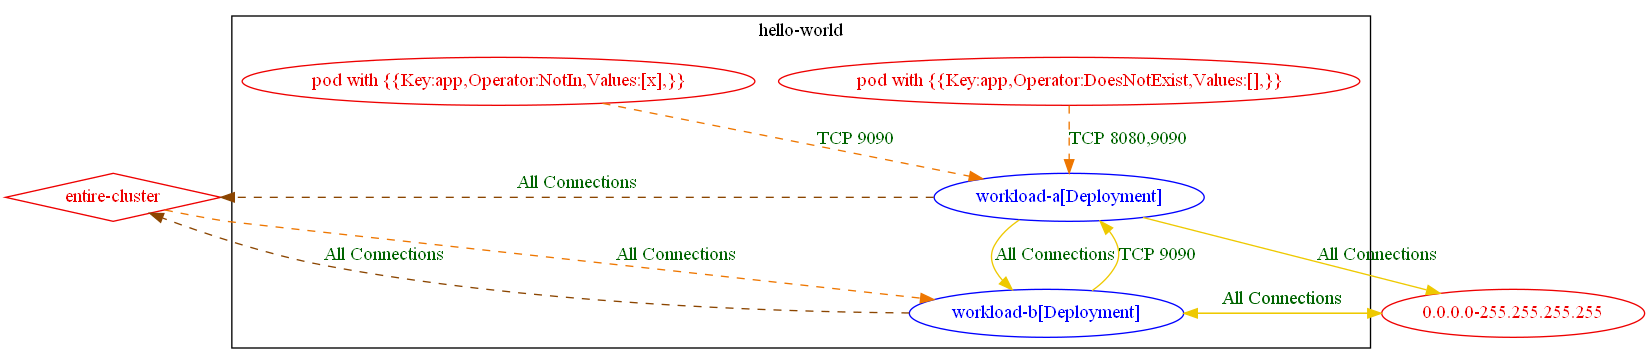 hello-world
pod with {{Key:app,Operator:NotIn,Values:[x],}}
pod with {{Key:app,Operator:DoesNotExist,Values:[],}}
TCP 9090
TCP 8080,9090
All Connections
entire-cluster
workload-a[Deployment]
All Connections
All Connections
All Connections
TCP 9090
All Connections
All Connections
workload-b[Deployment]
0.0.0.0-255.255.255.255